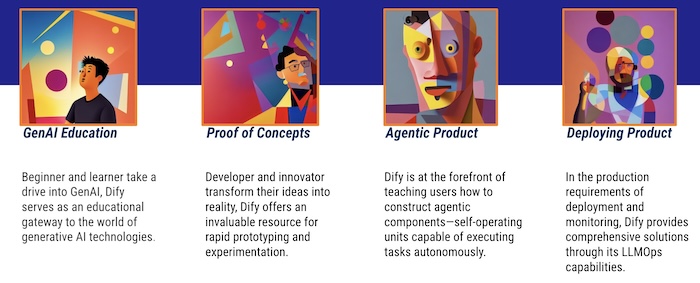 GenAI Education
Beginner and learner take a
drive into GenAI, Dify
serves as an educational
gateway to the world of
generative AI technologies.
Proof of Concepts
Developer and innovator
transform their ideas into
reality, Dify offers an
invaluable resource for
rapid prototyping and
experimentation.
Agentic Product
Dify is at the forefront of
teaching users how to
construct agentic
components—self-operating
units capable of executing
tasks autonomously.
Deploying Product
In the production
requirements of
deployment and
monitoring, Dify provides
comprehensive solutions
through its LLMOps
capabilities.